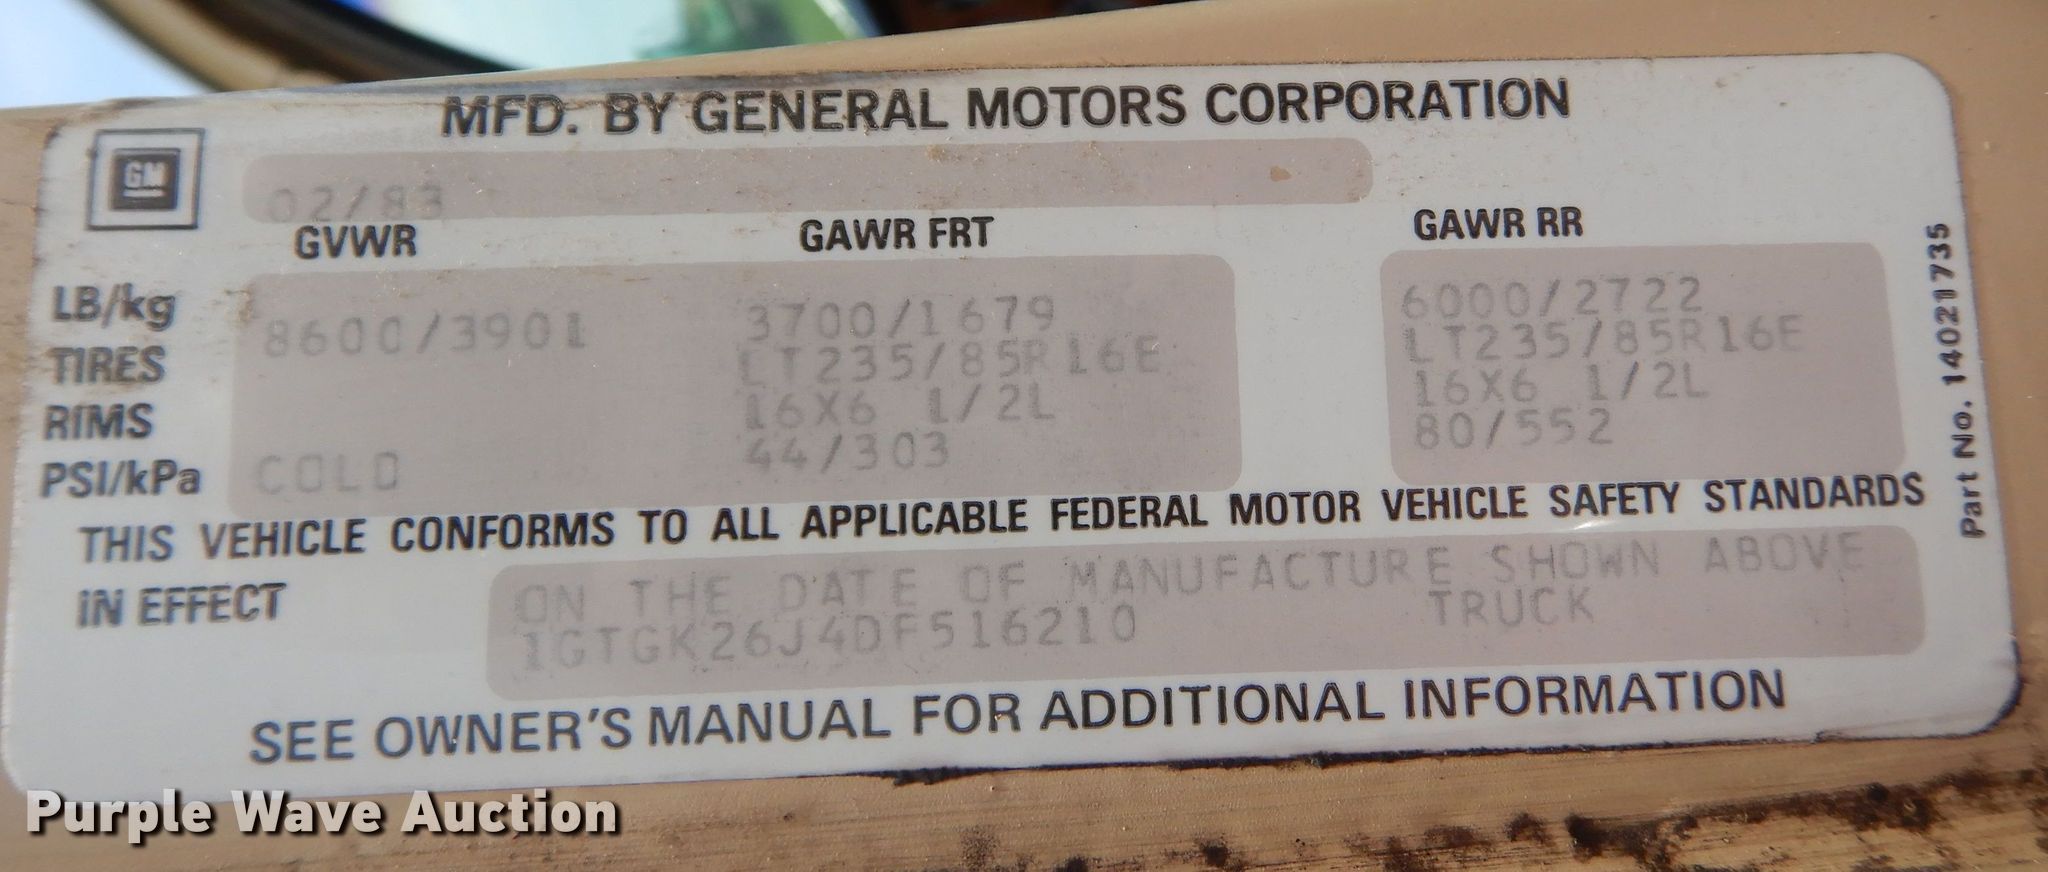 MFD. BY GENERAL MOTORS CORPORATION
GM
02/83
GVWR GAWR FRT GAWR RR
LB/kg 8600/3901 3700/1679 6000/2722
TIRES LT235/85R16E LT235/85R16E
RIMS 16X6 1/2L 16X6 1/2L
PSI/kPa COLD 44/303 80/552
THIS VEHICLE CONFORMS TO ALL APPLICABLE FEDERAL MOTOR VEHICLE SAFETY STANDARDS
IN EFFECT ON THE DATE OF MANUFACTURE SHOWN ABOVE
1GTGK26J4DF516210 TRUCK
SEE OWNER'S MANUAL FOR ADDITIONAL INFORMATION
Part No. 14021735
Purple Wave Auction